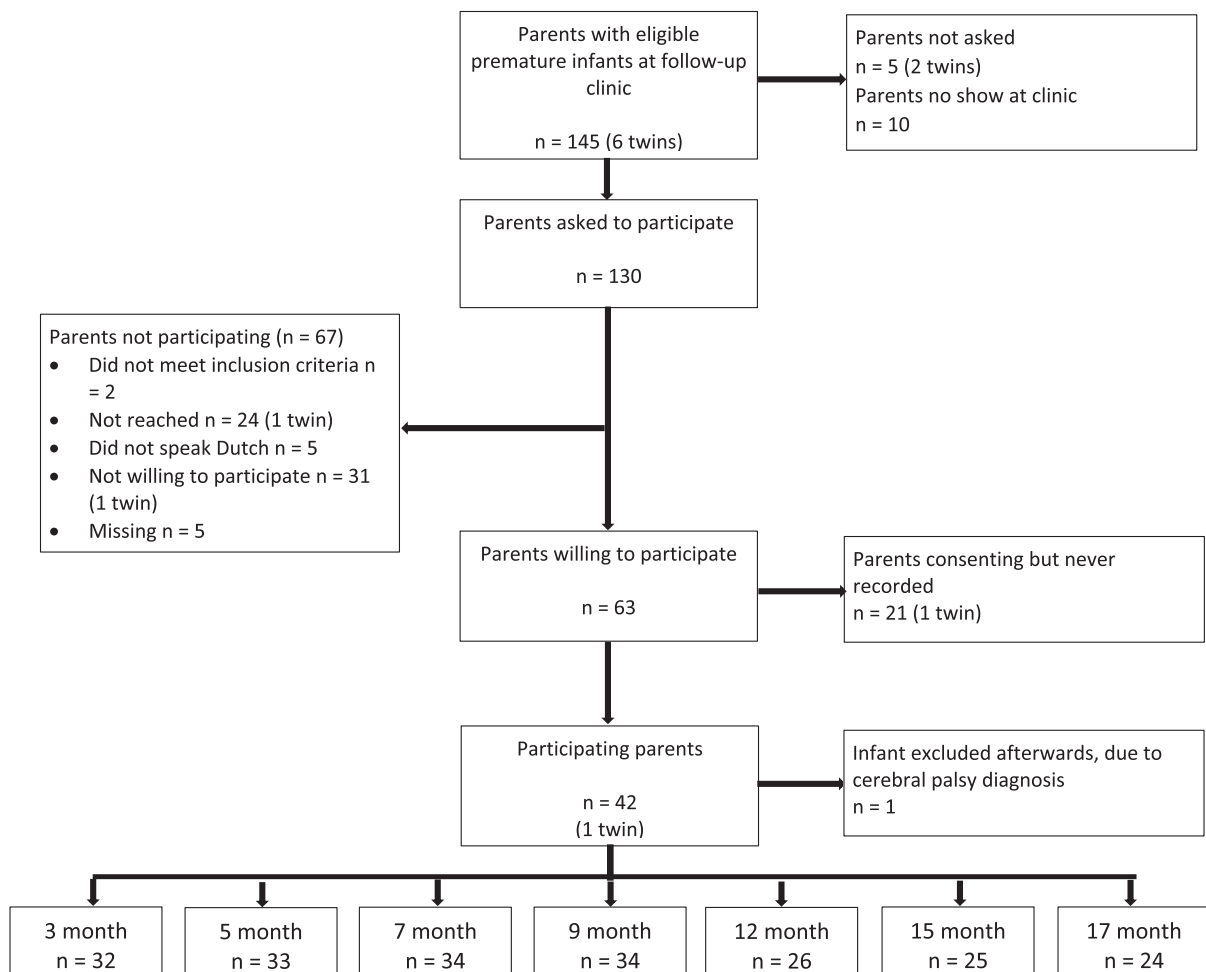 Parents with eligible
premature infants at follow-up
clinic
n = 145 (6 twins)
Parents not asked
n = 5 (2 twins)
Parents no show at clinic
n = 10
Parents asked to participate
n = 130
Parents not participating (n = 67)
• Did not meet inclusion criteria n
= 2
• Not reached n = 24 (1 twin)
• Did not speak Dutch n = 5
• Not willing to participate n = 31
(1 twin)
• Missing n = 5
Parents willing to participate
n = 63
Parents consenting but never
recorded
n = 21 (1 twin)
Participating parents
n = 42
(1 twin)
Infant excluded afterwards, due to
cerebral palsy diagnosis
n = 1
3 month
n = 32
5 month
n = 33
7 month
n = 34
9 month
n = 34
12 month
n = 26
15 month
n = 25
17 month
n = 24